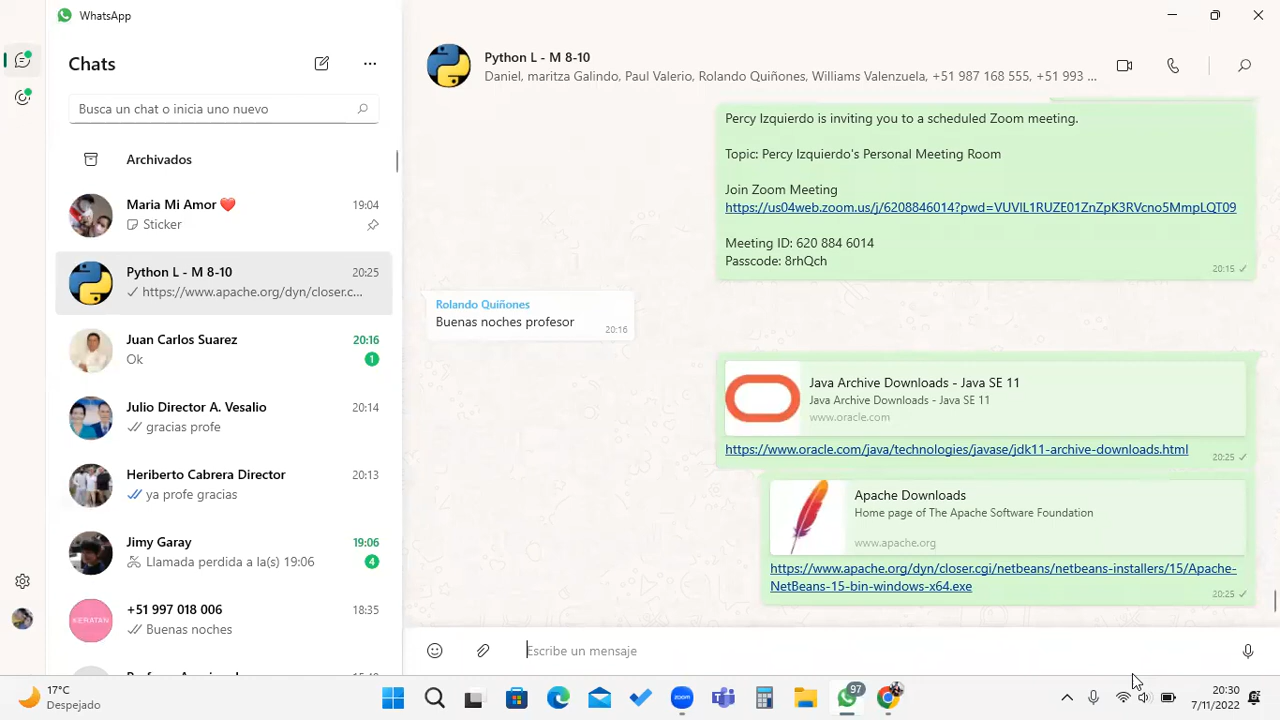 WhatsApp
Chats
Busca un chat o inicia uno nuevo
Archivados
Maria Mi Amor ❤️ 19:04
Sticker
Python L - M 8-10 20:25
https://www.apache.org/dyn/closer.c...
Juan Carlos Suarez 20:16
Ok 1
Julio Director A. Vesalio 20:14
gracias profe
Heriberto Cabrera Director 20:13
ya profe gracias
Jimy Garay 19:06
Llamada perdida a la(s) 19:06 4
KERATAN
+51 997 018 006 18:35
Buenas noches
Python L - M 8-10
Daniel, maritza Galindo, Paul Valerio, Rolando Quiñones, Williams Valenzuela, +51 987 168 555, +51 993 ...
Percy Izquierdo is inviting you to a scheduled Zoom meeting.
Topic: Percy Izquierdo's Personal Meeting Room
Join Zoom Meeting
https://us04web.zoom.us/j/6208846014?pwd=VUVIL1RUZE01ZnZpK3RVcno5MmpLQT09
Meeting ID: 620 884 6014
Passcode: 8rhQch
20:15
Rolando Quiñones
Buenas noches profesor
20:16
Java Archive Downloads - Java SE 11
Java Archive Downloads - Java SE 11
www.oracle.com
https://www.oracle.com/java/technologies/javase/jdk11-archive-downloads.html
20:25
Apache Downloads
Home page of The Apache Software Foundation
www.apache.org
https://www.apache.org/dyn/closer.cgi/netbeans/netbeans-installers/15/Apache-
NetBeans-15-bin-windows-x64.exe
20:25
Escribe un mensaje
17°C
Despejado
zoom
97
20:30
7/11/2022